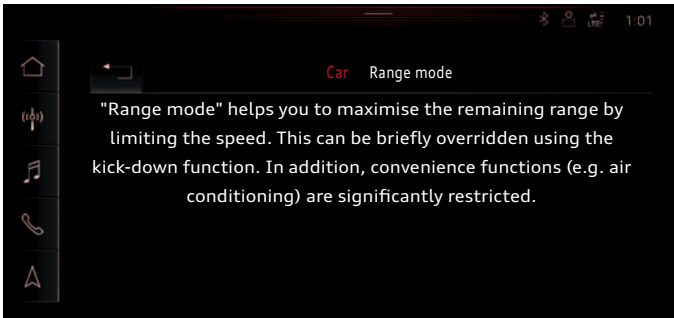 LTE 1:01
Car Range mode
"Range mode" helps you to maximise the remaining range by
limiting the speed. This can be briefly overridden using the
kick-down function. In addition, convenience functions (e.g. air
conditioning) are significantly restricted.